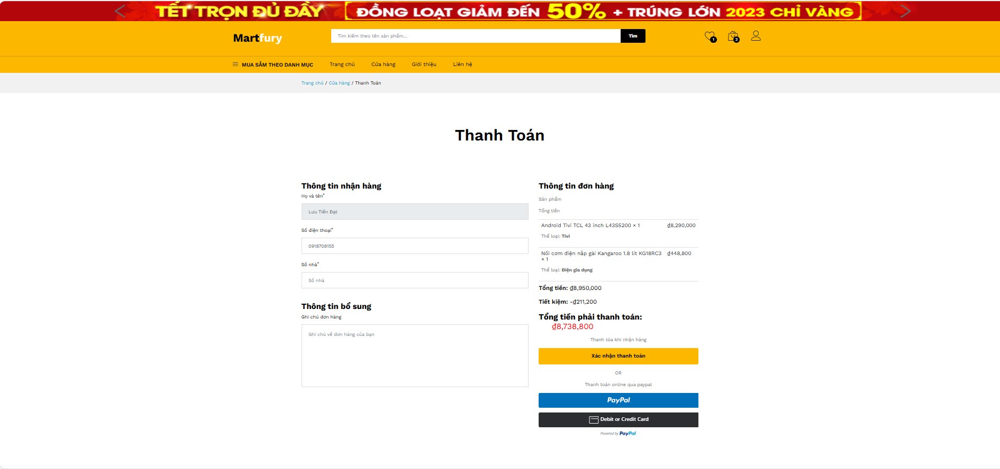 TẾT TRỌN ĐỦ ĐẦY ĐỒNG LOẠT GIẢM ĐẾN 50% + TRÚNG LỚN 2023 CHỈ VÀNG
Martfury
Tìm kiếm theo tên sản phẩm...
Tìm
1
2
MUA SẮM THEO DANH MỤC
Trang chủ
Cửa hàng
Giới thiệu
Liên hệ
Trang chủ / Cửa hàng / Thanh Toán
Thanh Toán
Thông tin nhận hàng
Họ và tên*
Lưu Tiến Đạt
Số điện thoại*
0918708155
Số nhà*
Số nhà
Thông tin bổ sung
Ghi chú đơn hàng
Ghi chú về đơn hàng của bạn
Thông tin đơn hàng
Sản phẩm
Tổng tiền
Android Tivi TCL 43 inch L43S5200 × 1 ₫8,290,000
Thể loại: Tivi
Nồi cơm điện nắp gài Kangaroo 1.8 lít KG18RC3 ₫448,800
× 1
Thể loại: Điện gia dụng
Tổng tiền: ₫8,950,000
Tiết kiệm: -₫211,200
Tổng tiền phải thanh toán:
₫8,738,800
Thanh tóa khi nhận hàng
Xác nhận thanh toán
OR
Thanh toán online qua paypal
PayPal
Debit or Credit Card
Powered by PayPal